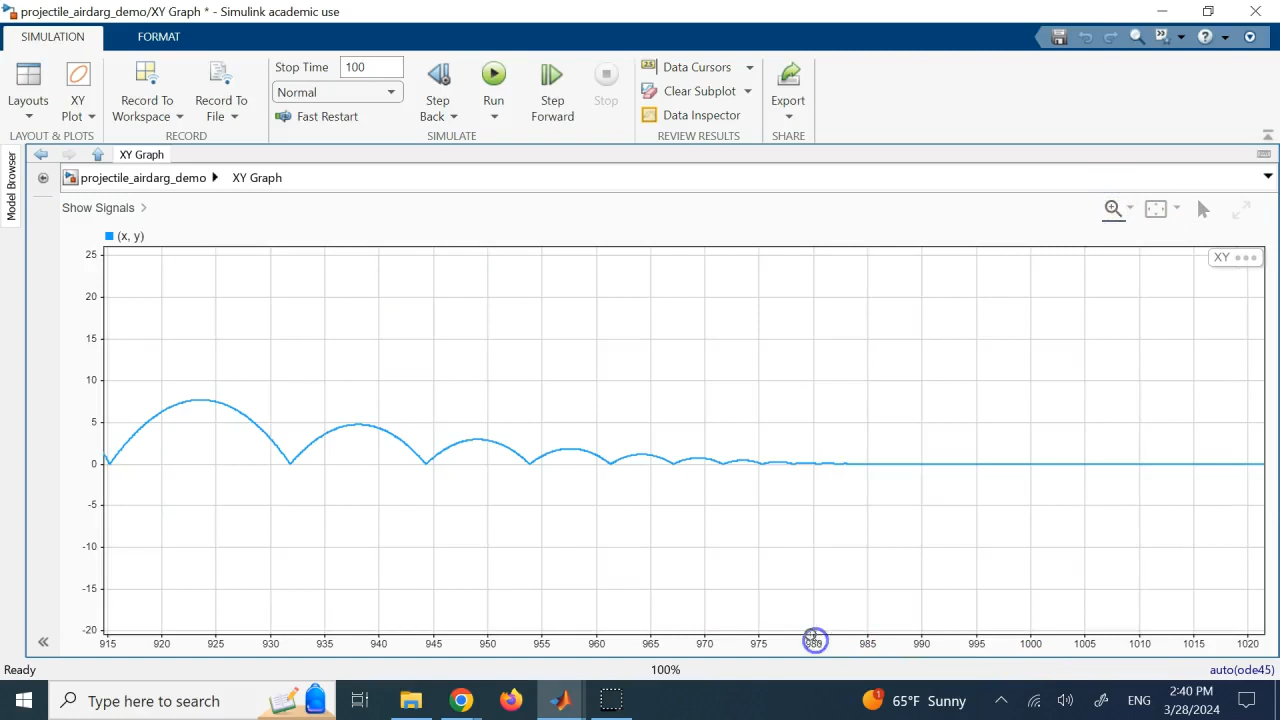 projectile_airdarg_demo/XY Graph * - Simulink academic use
SIMULATION FORMAT
Layouts
XY Plot
LAYOUT & PLOTS
Record To Workspace
Record To File
RECORD
Stop Time 100
Normal
Fast Restart
Step Back
Run
Step Forward
Stop
SIMULATE
Data Cursors
Clear Subplot
Data Inspector
REVIEW RESULTS
Export
SHARE
Model Browser
XY Graph
projectile_airdarg_demo XY Graph
Show Signals
(x, y)
XY
25
20
15
10
5
0
-5
-10
-15
-20
915 920 925 930 935 940 945 950 955 960 965 970 975 980 985 990 995 1000 1005 1010 1015 1020
Ready 100% auto(ode45)
Type here to search
1
65°F Sunny
ENG
2:40 PM
3/28/2024